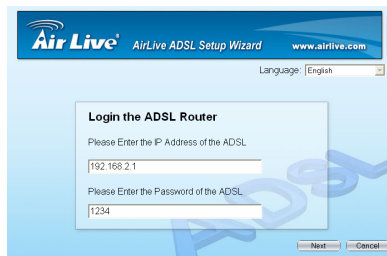 Air Live® AirLive ADSL Setup Wizard www.airlive.com
Language: English
Login the ADSL Router
Please Enter the IP Address of the ADSL
192.168.2.1
Please Enter the Password of the ADSL
1234
ADSL
Next Cancel